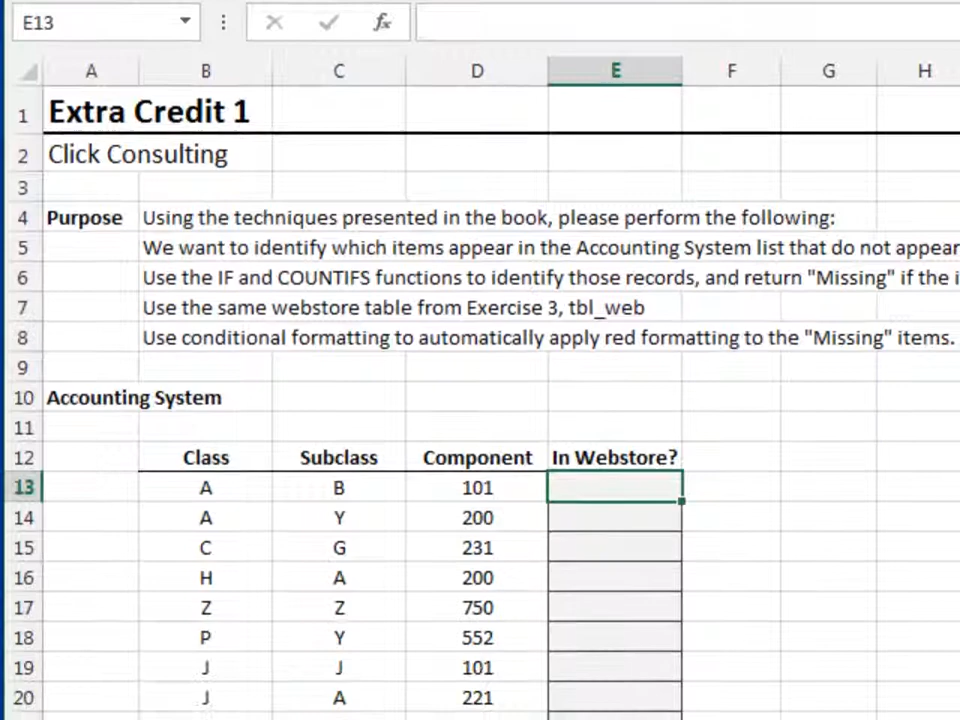 E13 fx
A B C D E F G H
1 Extra Credit 1
2 Click Consulting
3
4 Purpose Using the techniques presented in the book, please perform the following:
5 We want to identify which items appear in the Accounting System list that do not appear
6 Use the IF and COUNTIFS functions to identify those records, and return "Missing" if the i
7 Use the same webstore table from Exercise 3, tbl_web
8 Use conditional formatting to automatically apply red formatting to the "Missing" items.
9
10 Accounting System
11
12 Class Subclass Component In Webstore?
13 A B 101
14 A Y 200
15 C G 231
16 H A 200
17 Z Z 750
18 P Y 552
19 J J 101
20 J A 221